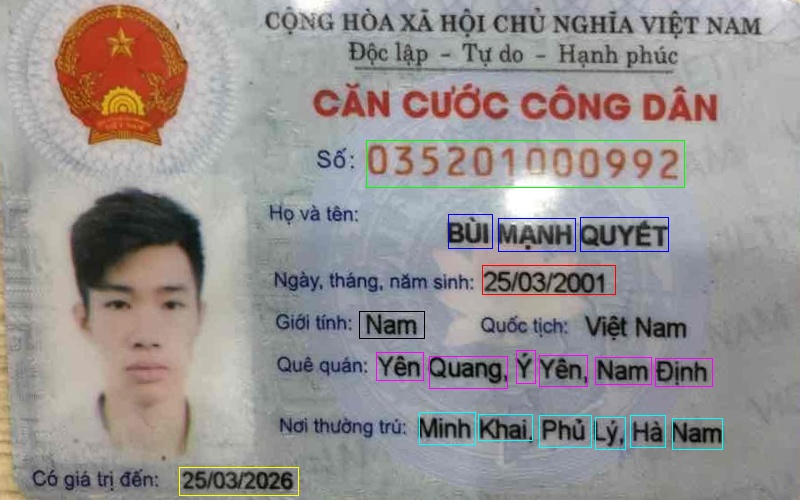 CỘNG HÒA XÃ HỘI CHỦ NGHĨA VIỆT NAM
Độc lập - Tự do - Hạnh phúc
CĂN CƯỚC CÔNG DÂN
Số: 035201000992
Họ và tên:
BÙI MẠNH QUYẾT
Ngày, tháng, năm sinh: 25/03/2001
Giới tính: Nam Quốc tịch: Việt Nam
Quê quán: Yên Quang, Ý Yên, Nam Định
Nơi thường trú: Minh Khai, Phủ Lý, Hà Nam
Có giá trị đến: 25/03/2026